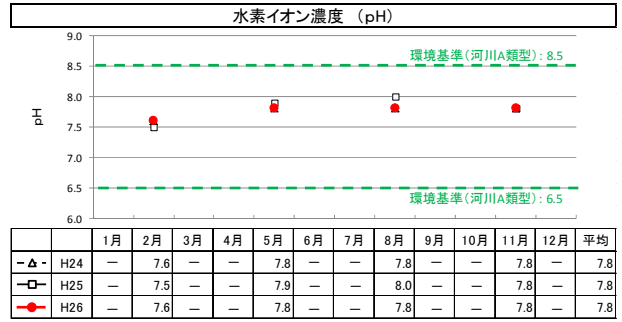 水素イオン濃度 (pH)
9.0
環境基準(河川A類型):8.5
8.5
8.0
pH
7.5
7.0
6.5
環境基準(河川A類型):6.5
6.0
1月 2月 3月 4月 5月 6月 7月 8月 9月 10月 11月 12月 平均
H24 — 7.6 — — 7.8 — — 7.8 — — 7.8 — 7.8
H25 — 7.5 — — 7.9 — — 8.0 — — 7.8 — 7.8
H26 — 7.6 — — 7.8 — — 7.8 — — 7.8 — 7.8